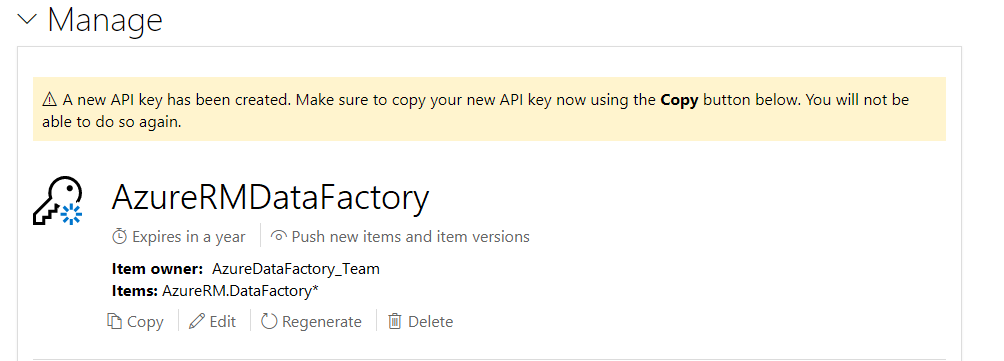 Manage
⚠ A new API key has been created. Make sure to copy your new API key now using the Copy button below. You will not be
able to do so again.
AzureRMDataFactory
Expires in a year | Push new items and item versions
Item owner: AzureDataFactory_Team
Items: AzureRM.DataFactory*
Copy | Edit | Regenerate | Delete